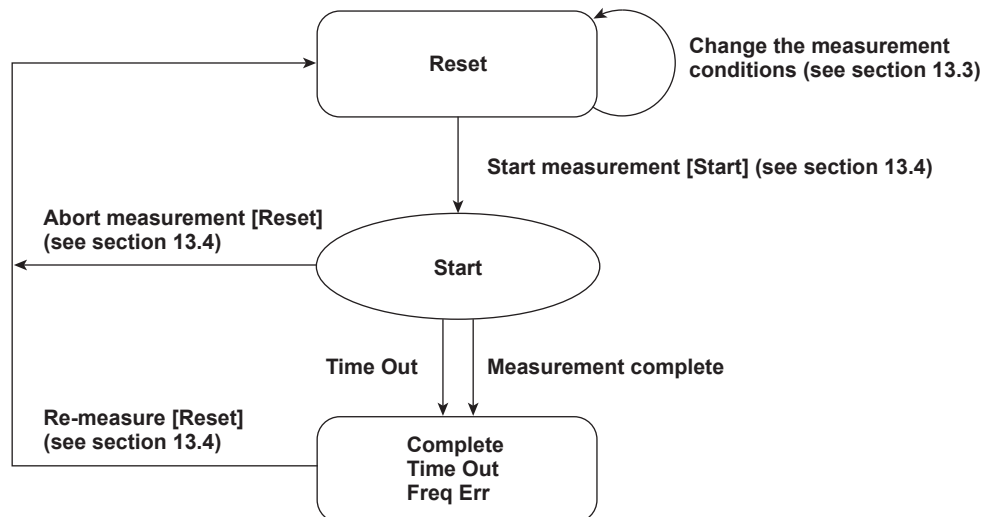 Reset
Change the measurement
conditions (see section 13.3)
Start measurement [Start] (see section 13.4)
Abort measurement [Reset]
(see section 13.4)
Start
Time Out
Measurement complete
Re-measure [Reset]
(see section 13.4)
Complete
Time Out
Freq Err